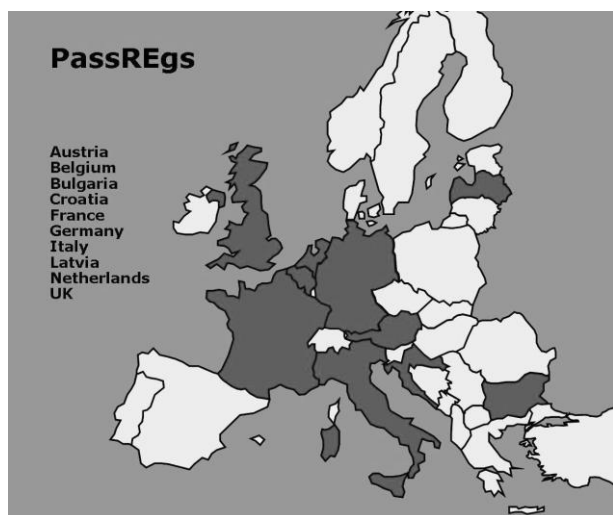 PassREgs
Austria
Belgium
Bulgaria
Croatia
France
Germany
Italy
Latvia
Netherlands
UK